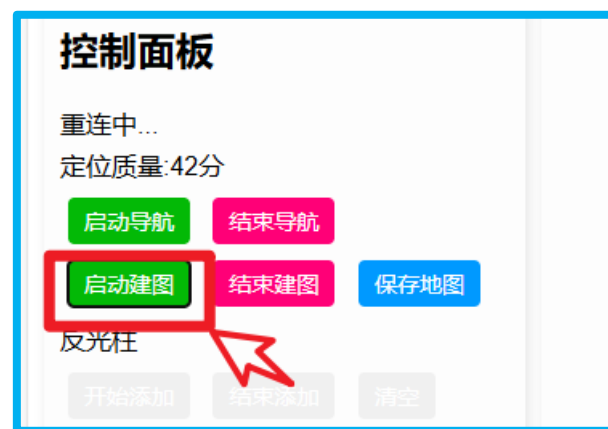 控制面板
重连中...
定位质量:42分
启动导航 结束导航
启动建图 结束建图 保存地图
反光柱
开始添加 结束添加 清空